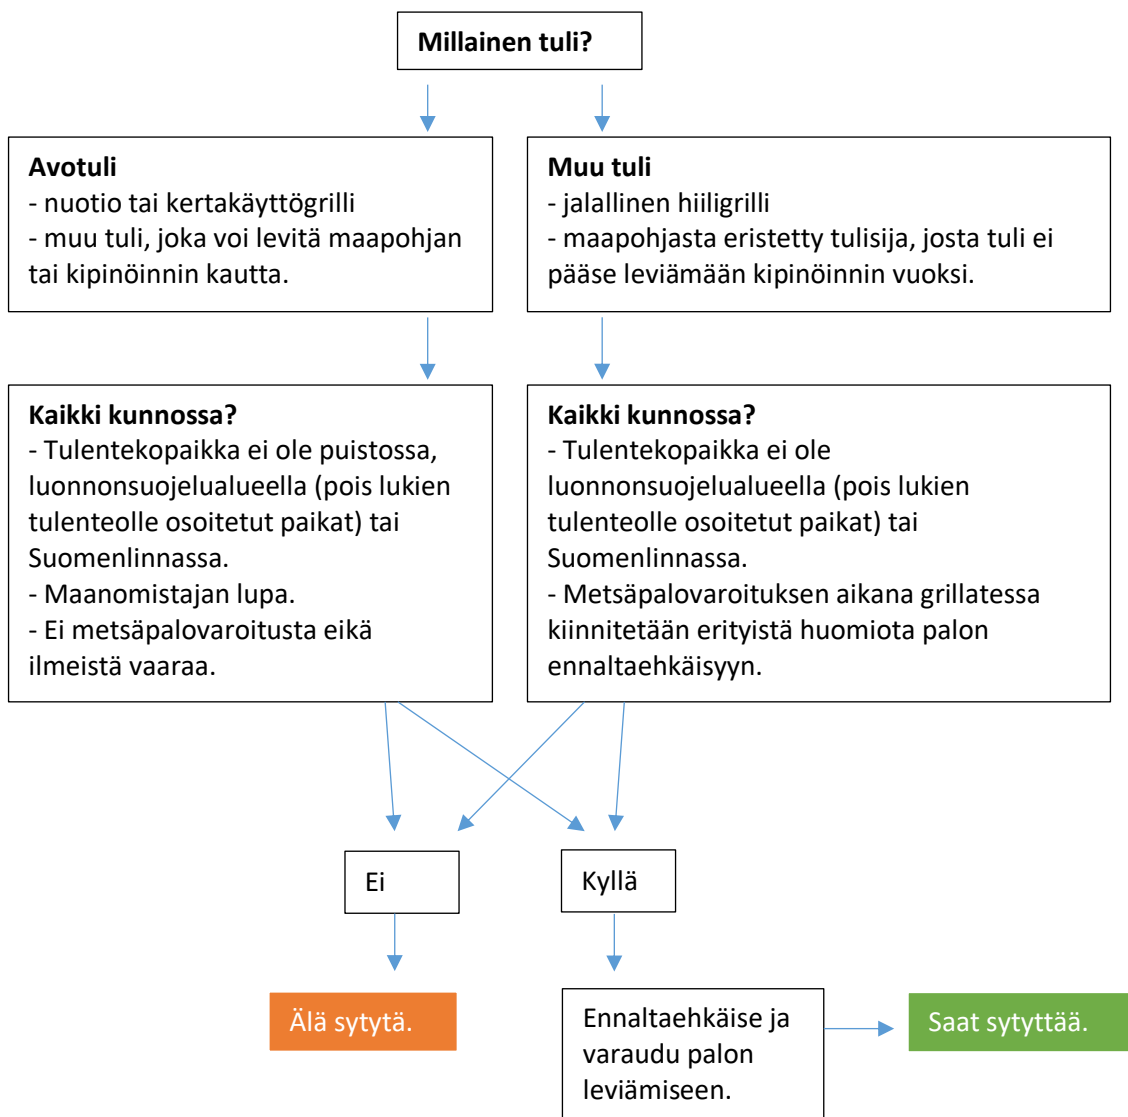 Millainen tuli?
Avotuli
- nuotio tai kertakäyttögrilli
- muu tuli, joka voi levitä maapohjan
tai kipinöinnin kautta.
Muu tuli
- jalallinen hiiligrilli
- maapohjasta eristetty tulisija, josta tuli ei
pääse leviämään kipinöinnin vuoksi.
Kaikki kunnossa?
- Tulentekopaikka ei ole puistossa,
luonnonsuojelualueella (pois lukien
tulenteolle osoitetut paikat) tai
Suomenlinnassa.
- Maanomistajan lupa.
- Ei metsäpalovaroitusta eikä
ilmeistä vaaraa.
Kaikki kunnossa?
- Tulentekopaikka ei ole
luonnonsuojelualueella (pois lukien
tulenteolle osoitetut paikat) tai
Suomenlinnassa.
- Metsäpalovaroituksen aikana grillatessa
kiinnitetään erityistä huomiota palon
ennaltaehkäisyyn.
Ei
Kyllä
Älä sytytä.
Ennaltaehkäise ja
varaudu palon
leviämiseen.
Saat sytyttää.